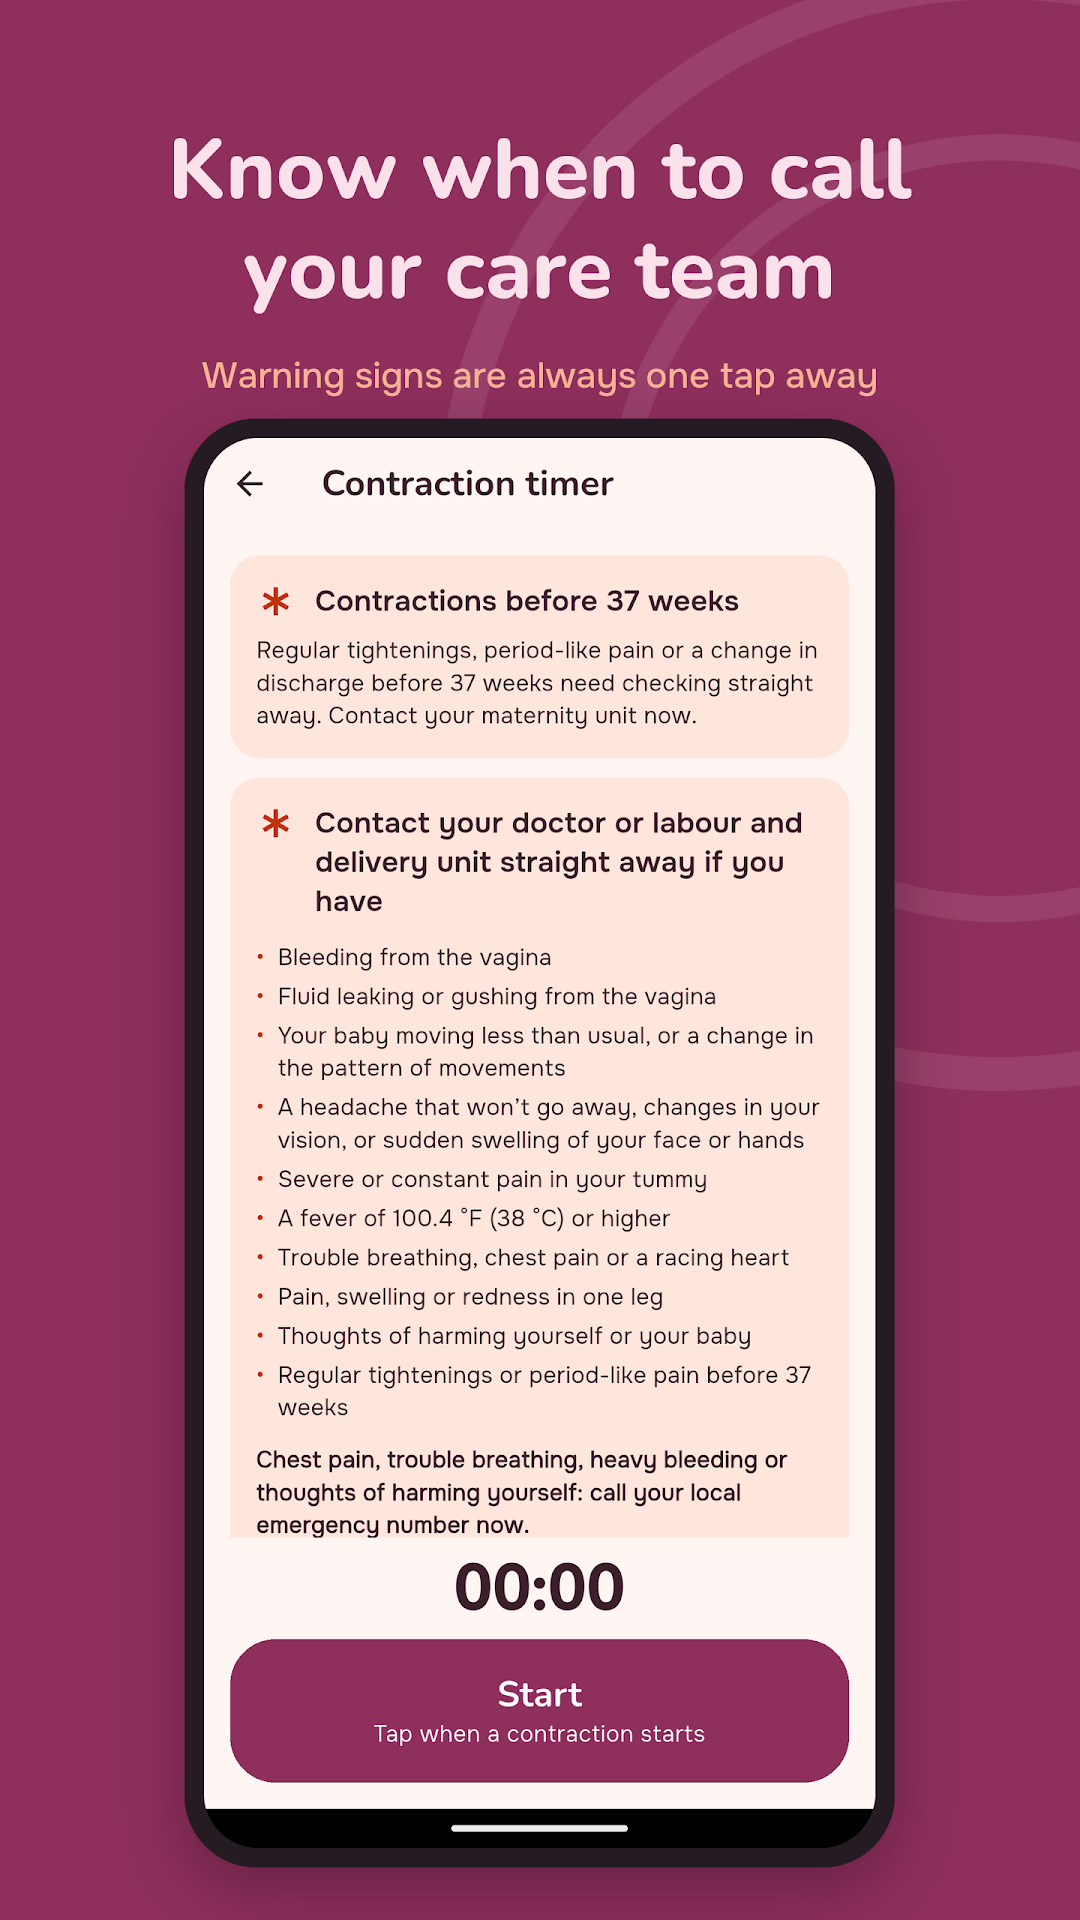 Know when to call
your care team
Warning signs are always one tap away
Contraction timer
Contractions before 37 weeks
Regular tightenings, period-like pain or a change in
discharge before 37 weeks need checking straight
away. Contact your maternity unit now.
Contact your doctor or labour and
delivery unit straight away if you
have
• Bleeding from the vagina
• Fluid leaking or gushing from the vagina
• Your baby moving less than usual, or a change in
the pattern of movements
• A headache that won’t go away, changes in your
vision, or sudden swelling of your face or hands
• Severe or constant pain in your tummy
• A fever of 100.4 °F (38 °C) or higher
• Trouble breathing, chest pain or a racing heart
• Pain, swelling or redness in one leg
• Thoughts of harming yourself or your baby
• Regular tightenings or period-like pain before 37
weeks
Chest pain, trouble breathing, heavy bleeding or
thoughts of harming yourself: call your local
emergency number now.
00:00
Start
Tap when a contraction starts